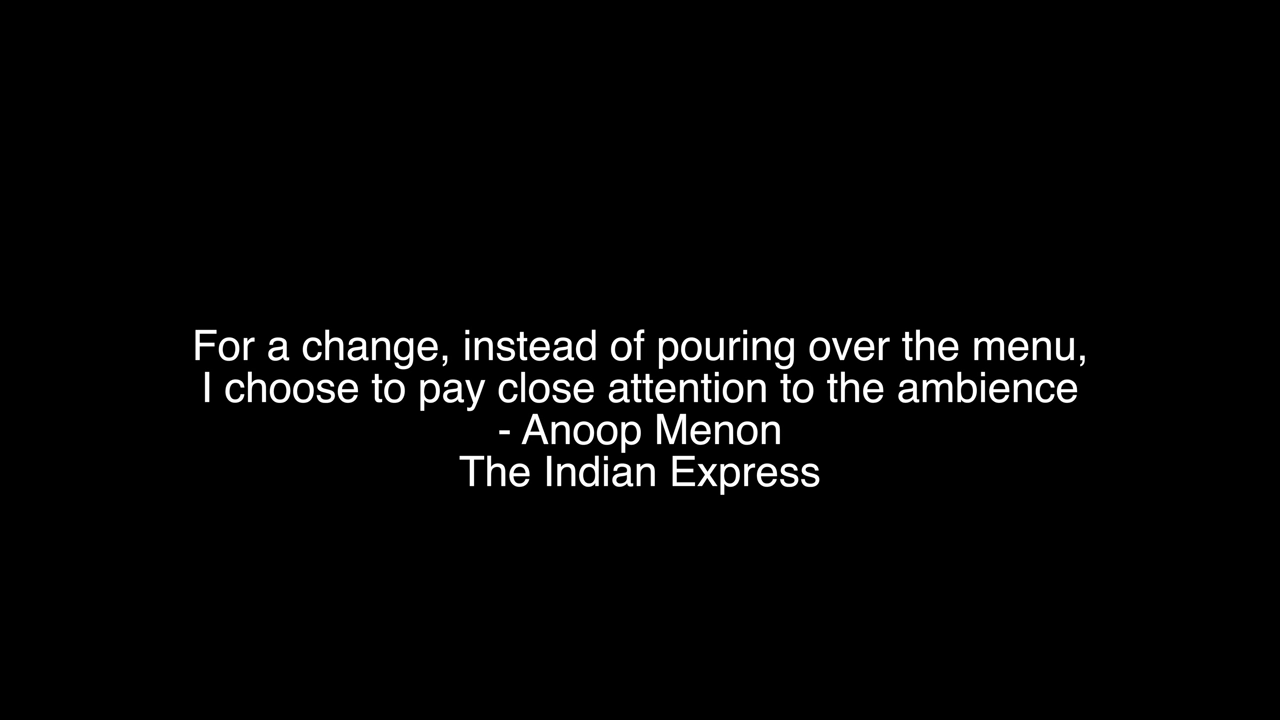 For a change, instead of pouring over the menu,
I choose to pay close attention to the ambience
- Anoop Menon
The Indian Express